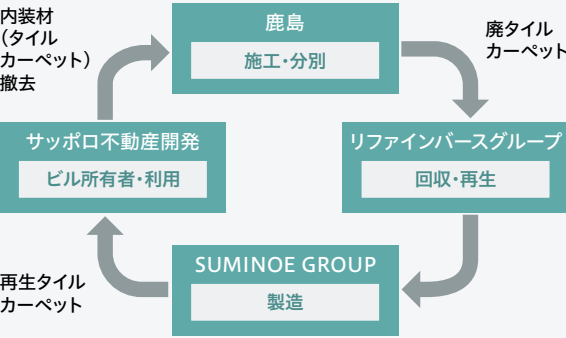 内装材
（タイル
カーペット）
撤去
鹿島
施工・分別
廃タイル
カーペット
サッポロ不動産開発
ビル所有者・利用
リファインバースグループ
回収・再生
再生タイル
カーペット
SUMINOE GROUP
製造